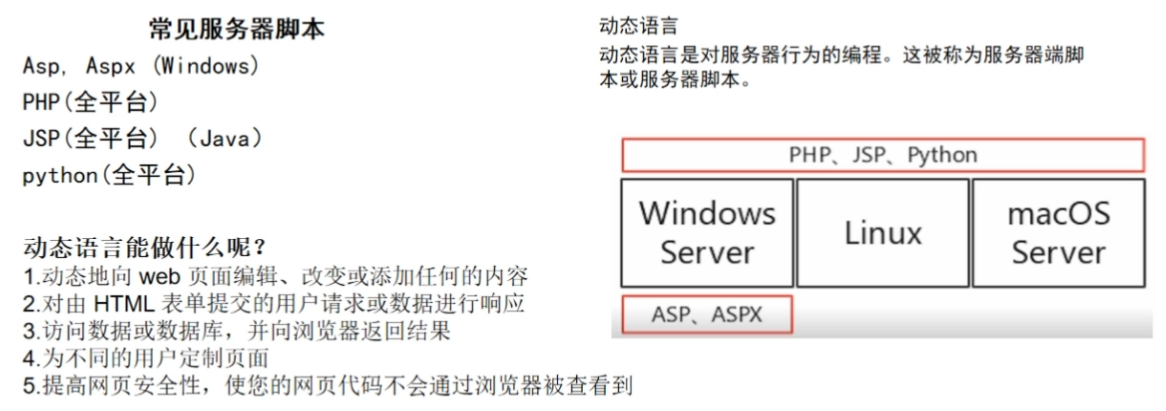 常见服务器脚本
Asp, Aspx (Windows)
PHP(全平台)
JSP(全平台) （Java）
python(全平台)
动态语言能做什么呢？
1.动态地向 web 页面编辑、改变或添加任何的内容
2.对由 HTML 表单提交的用户请求或数据进行响应
3.访问数据或数据库，并向浏览器返回结果
4.为不同的用户定制页面
5.提高网页安全性，使您的网页代码不会通过浏览器被查看到
动态语言
动态语言是对服务器行为的编程。这被称为服务器端脚
本或服务器脚本。
PHP、JSP、Python
Windows
Server
Linux
macOS
Server
ASP、ASPX